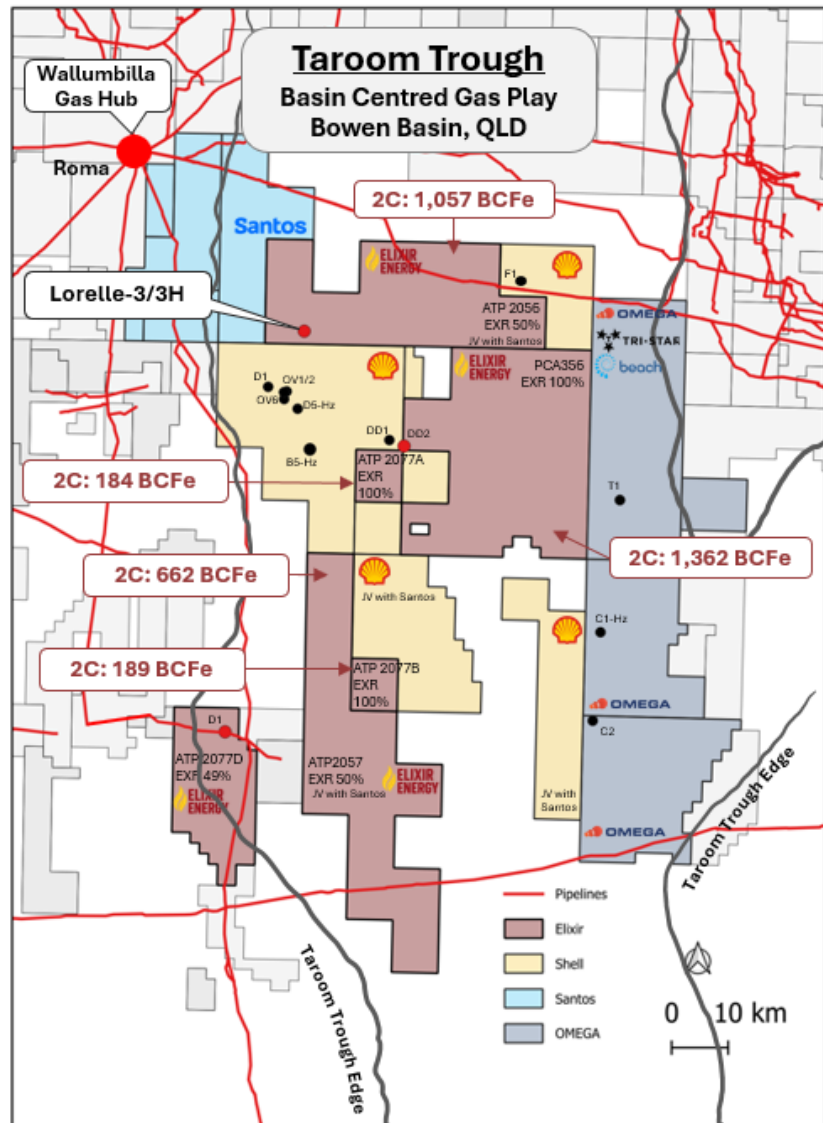 Taroom Trough
Basin Centred Gas Play
Bowen Basin, QLD
Wallumbilla
Gas Hub
Roma
Santos
2C: 1,057 BCFe
ELIXIR
ENERGY
F1
ATP 2056
EXR 50%
JV with Santos
Lorelle-3/3H
OMEGA
TRI-STAR
beach
ELIXIR
ENERGY
PCA356
EXR 100%
D1
OV1/2
OV6
D5-Hz
B5-Hz
DD1
DD2
ATP 2077A
EXR
100%
2C: 184 BCFe
T1
2C: 1,362 BCFe
2C: 662 BCFe
JV with Santos
C1-Hz
2C: 189 BCFe
ATP 2077B
EXR
100%
OMEGA
C2
D1
ATP 2077D
EXR 49%
ELIXIR
ENERGY
ATP2057
EXR 50%
JV with Santos
ELIXIR
ENERGY
JV with
Santos
OMEGA
Taroom Trough Edge
Taroom Trough Edge
Pipelines
Elixir
Shell
Santos
OMEGA
0 10 km